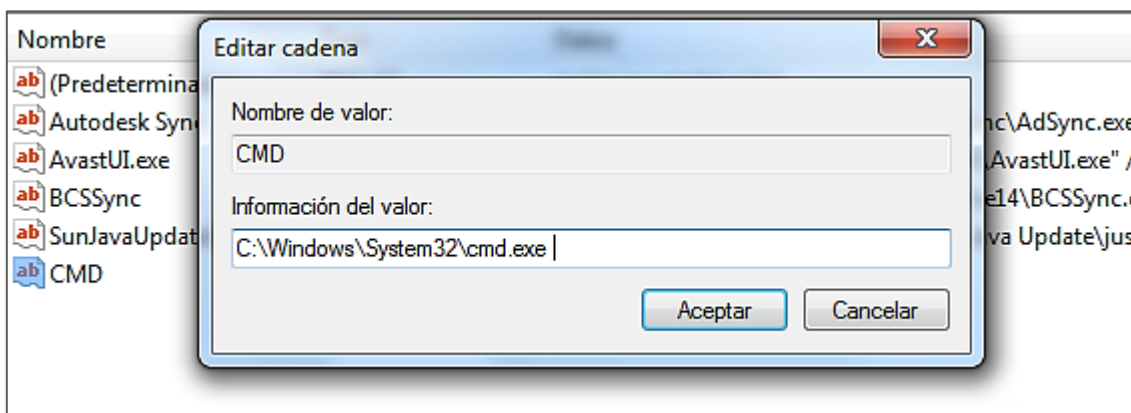 Nombre
Editar cadena
(Predetermina
Nombre de valor:
Autodesk Syn
nc\AdSync.exe
CMD
AvastUI.exe
\AvastUI.exe" /
BCSSync
Información del valor:
e14\BCSSync.
SunJavaUpdat
C:\Windows\System32\cmd.exe
va Update\jus
CMD
Aceptar
Cancelar